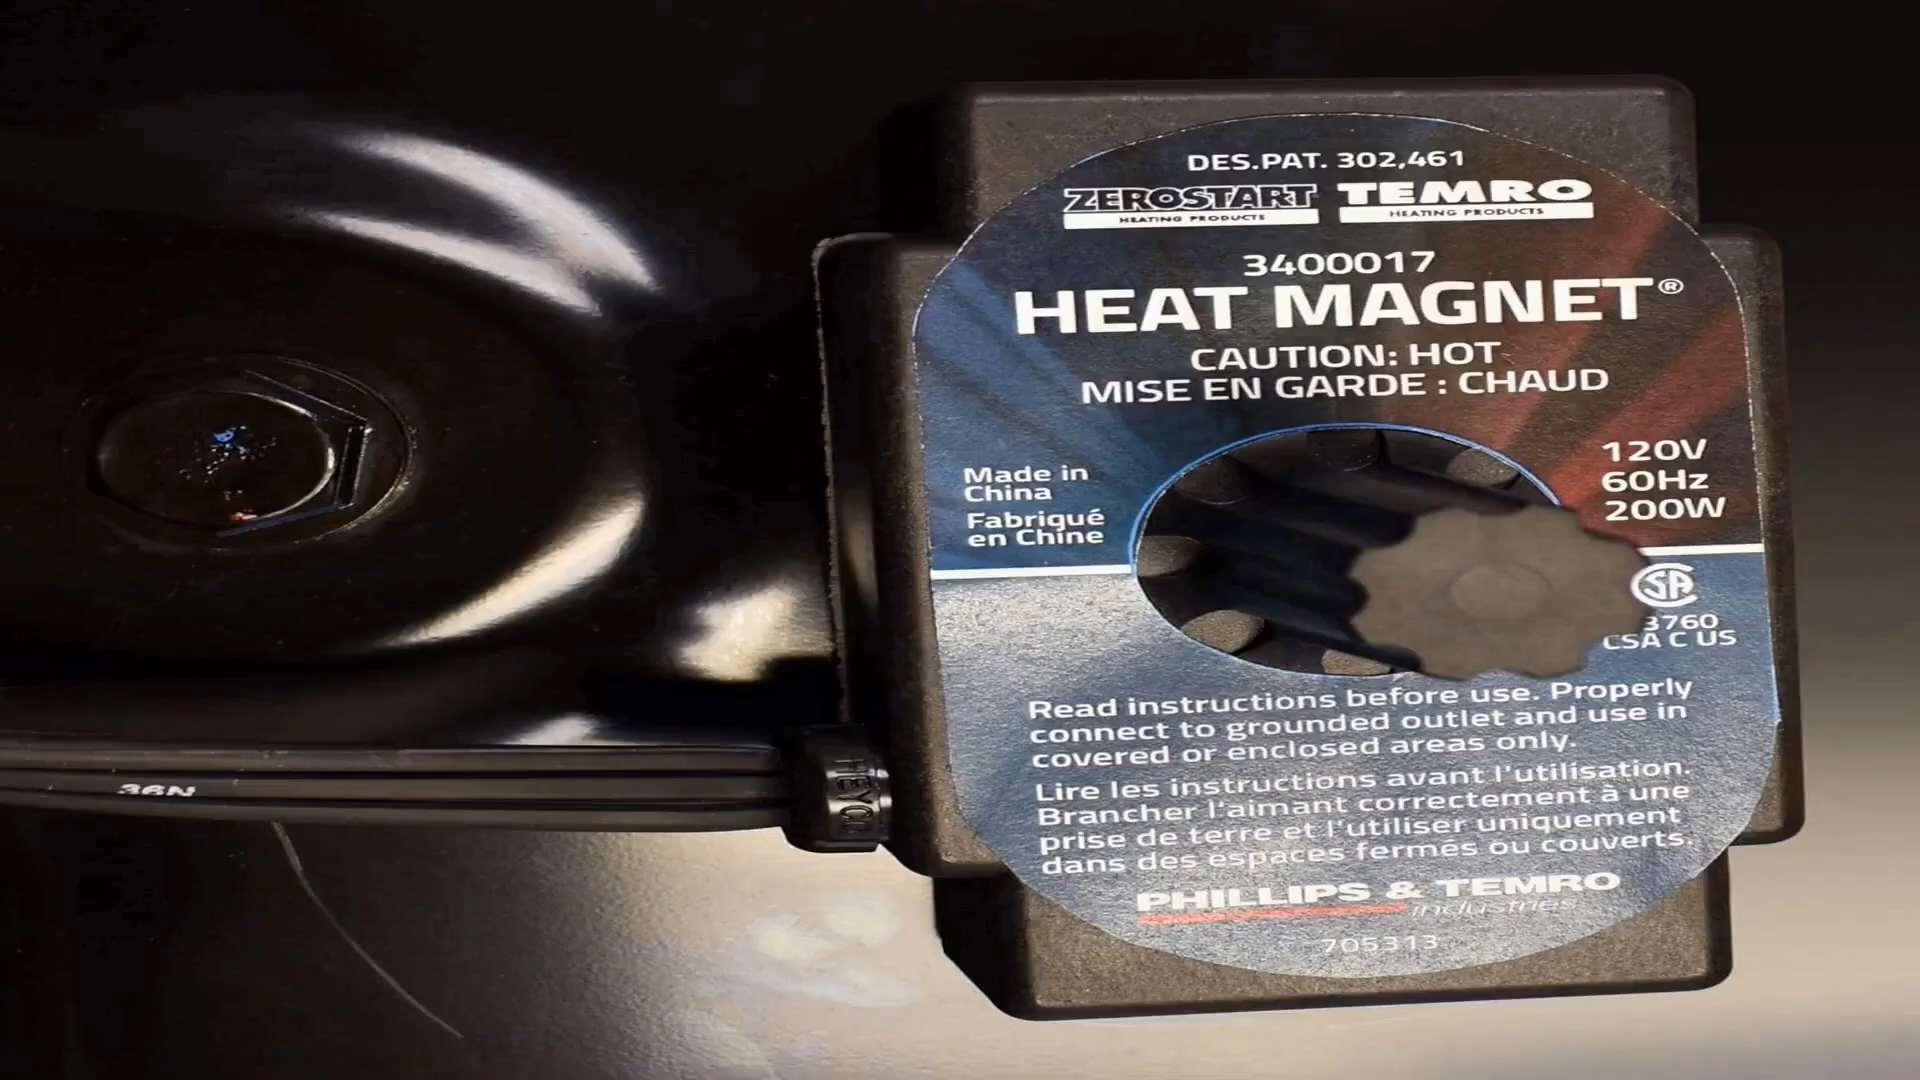 DES.PAT. 302,461
ZEROSTART TEMRO
HEATING PRODUCTS HEATING PRODUCTS
3400017
HEAT MAGNET®
CAUTION: HOT
MISE EN GARDE : CHAUD
Made in
China
Fabriqué
en Chine
120V
60Hz
200W
CSA C US
Read instructions before use. Properly
connect to grounded outlet and use in
covered or enclosed areas only.
Lire les instructions avant l'utilisation.
Brancher l'aimant correctement à une
prise de terre et l'utiliser uniquement
dans des espaces fermés ou couverts.
PHILLIPS & TEMRO
industries
705313